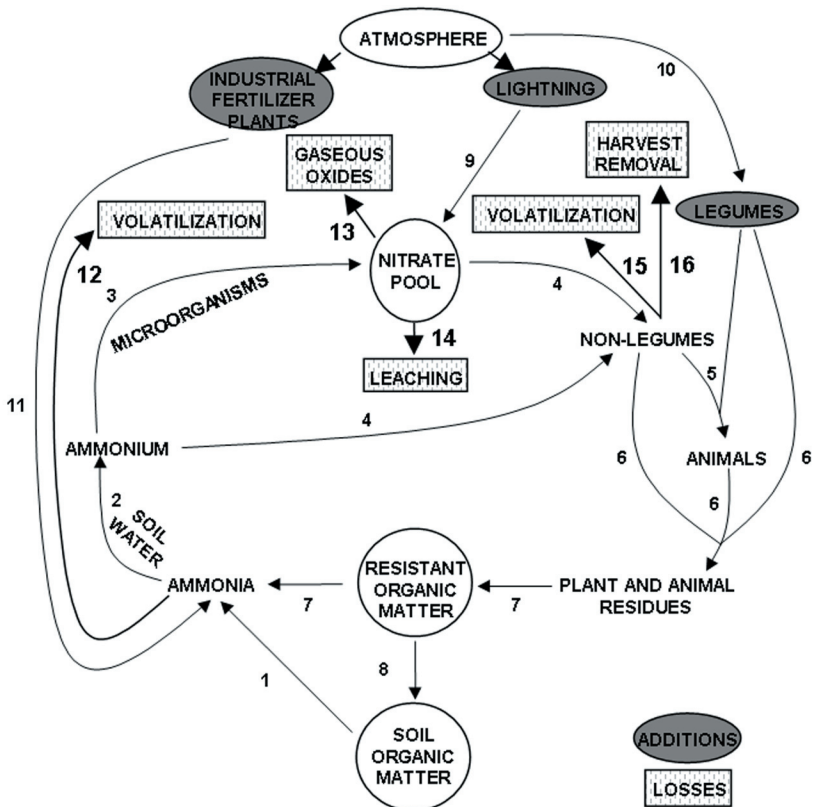 ATMOSPHERE
INDUSTRIAL
FERTILIZER
PLANTS
LIGHTNING
10
9
GASEOUS
OXIDES
HARVEST
REMOVAL
VOLATILIZATION
VOLATILIZATION
LEGUMES
13
12
NITRATE
POOL
15
16
3
MICROORGANISMS
4
14
NON-LEGUMES
LEACHING
5
11
4
AMMONIUM
6
ANIMALS
6
6
2
SOIL
WATER
AMMONIA
7
RESISTANT
ORGANIC
MATTER
7
PLANT AND ANIMAL
RESIDUES
1
8
SOIL
ORGANIC
MATTER
ADDITIONS
LOSSES